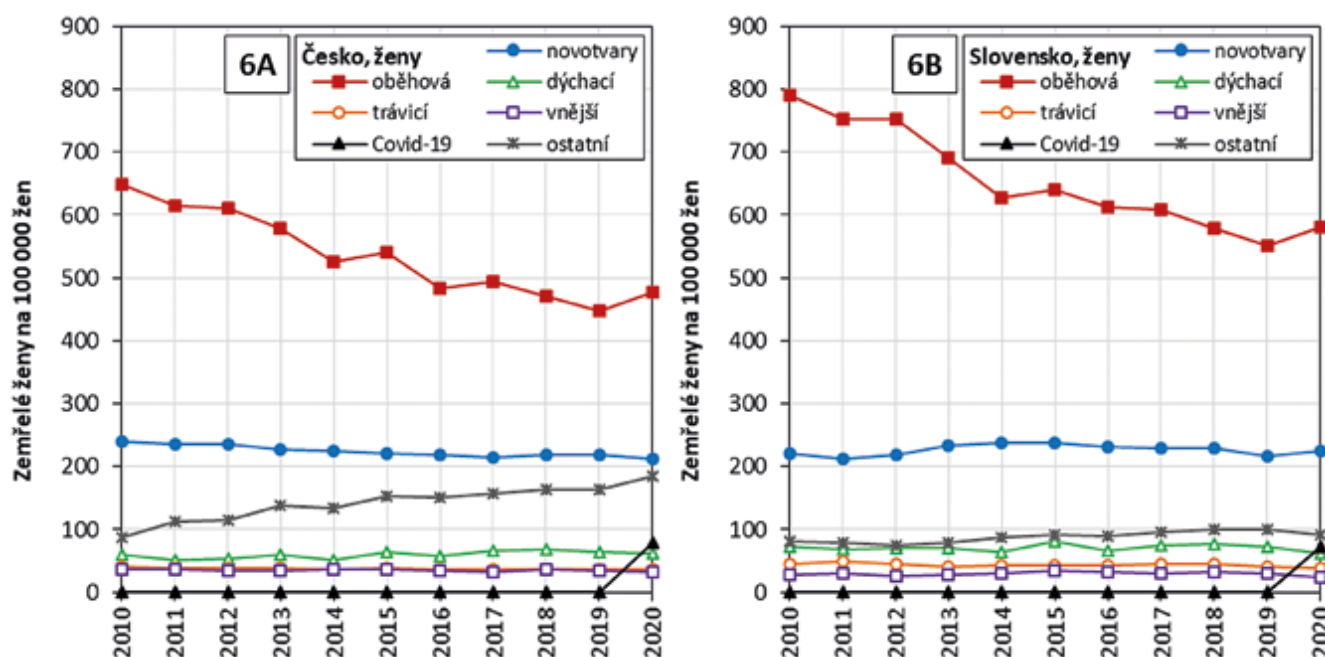 6A Česko, ženy
novotvary
oběhová
dýchací
trávicí
vnější
Covid-19
ostatní
Zemřelé ženy na 100 000 žen
900
800
700
600
500
400
300
200
100
0
2010
2011
2012
2013
2014
2015
2016
2017
2018
2019
2020
6B Slovensko, ženy
novotvary
oběhová
dýchací
trávicí
vnější
Covid-19
ostatní
Zemřelé ženy na 100 000 žen
900
800
700
600
500
400
300
200
100
0
2010
2011
2012
2013
2014
2015
2016
2017
2018
2019
2020